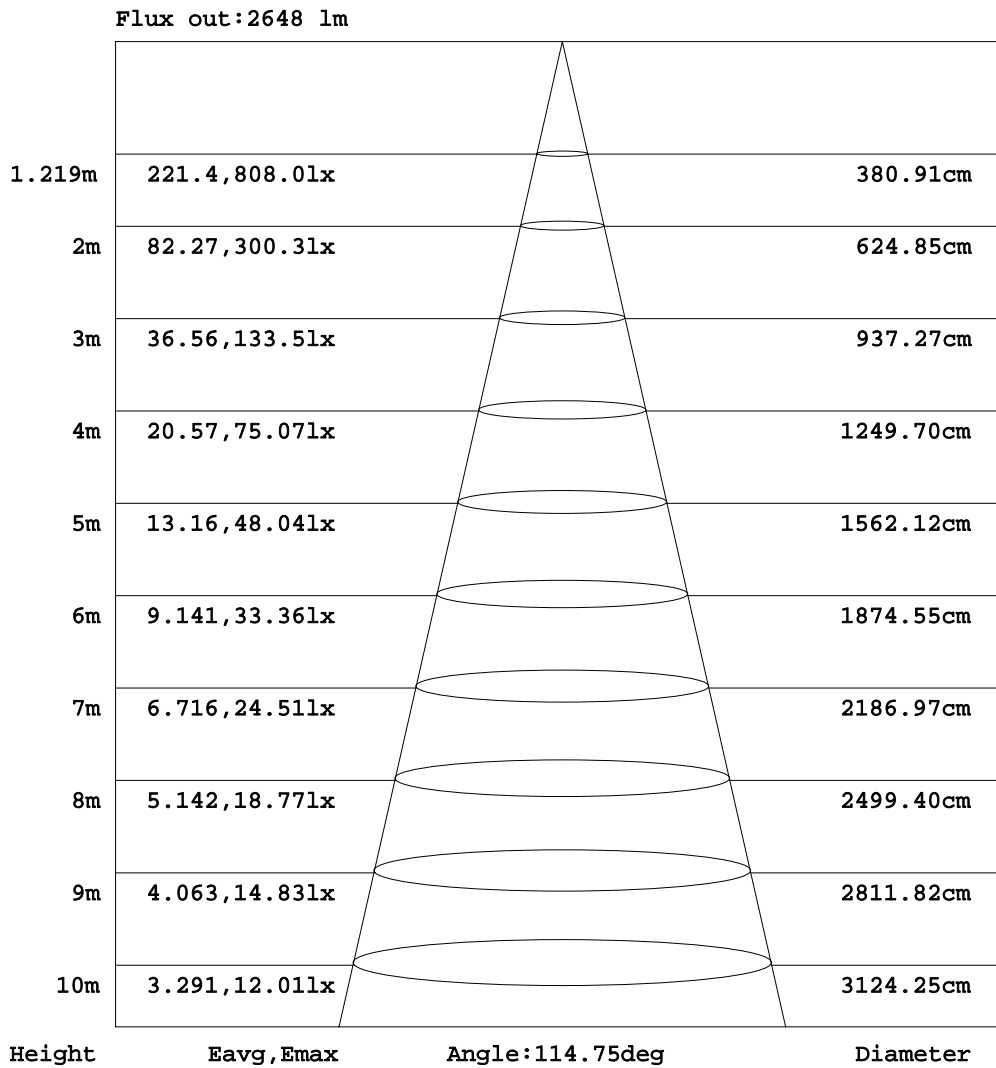 Flux out:2648 lm
1.219m 221.4,808.0lx 380.91cm
2m 82.27,300.3lx 624.85cm
3m 36.56,133.5lx 937.27cm
4m 20.57,75.07lx 1249.70cm
5m 13.16,48.04lx 1562.12cm
6m 9.141,33.36lx 1874.55cm
7m 6.716,24.51lx 2186.97cm
8m 5.142,18.77lx 2499.40cm
9m 4.063,14.83lx 2811.82cm
10m 3.291,12.01lx 3124.25cm
Height Eavg,Emax Angle:114.75deg Diameter